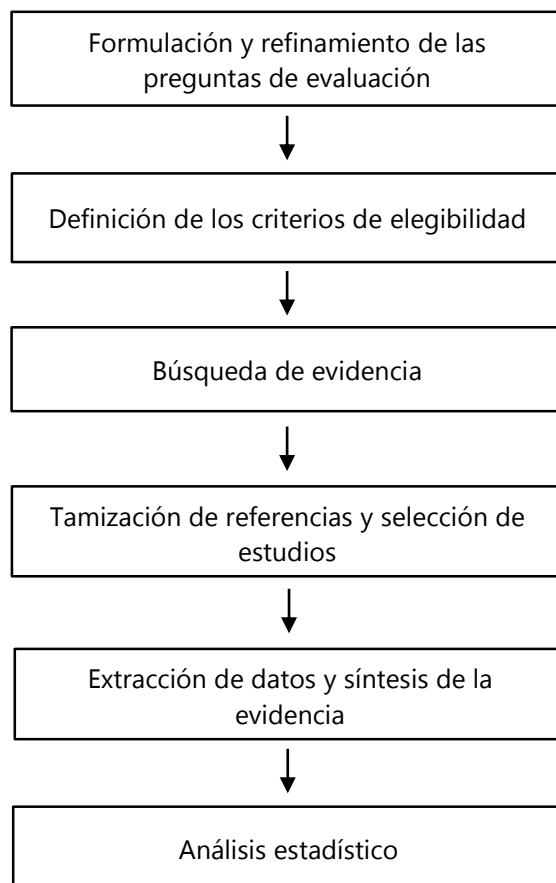 Formulación y refinamiento de las
preguntas de evaluación
Definición de los criterios de elegibilidad
Búsqueda de evidencia
Tamización de referencias y selección de
estudios
Extracción de datos y síntesis de la
evidencia
Análisis estadístico